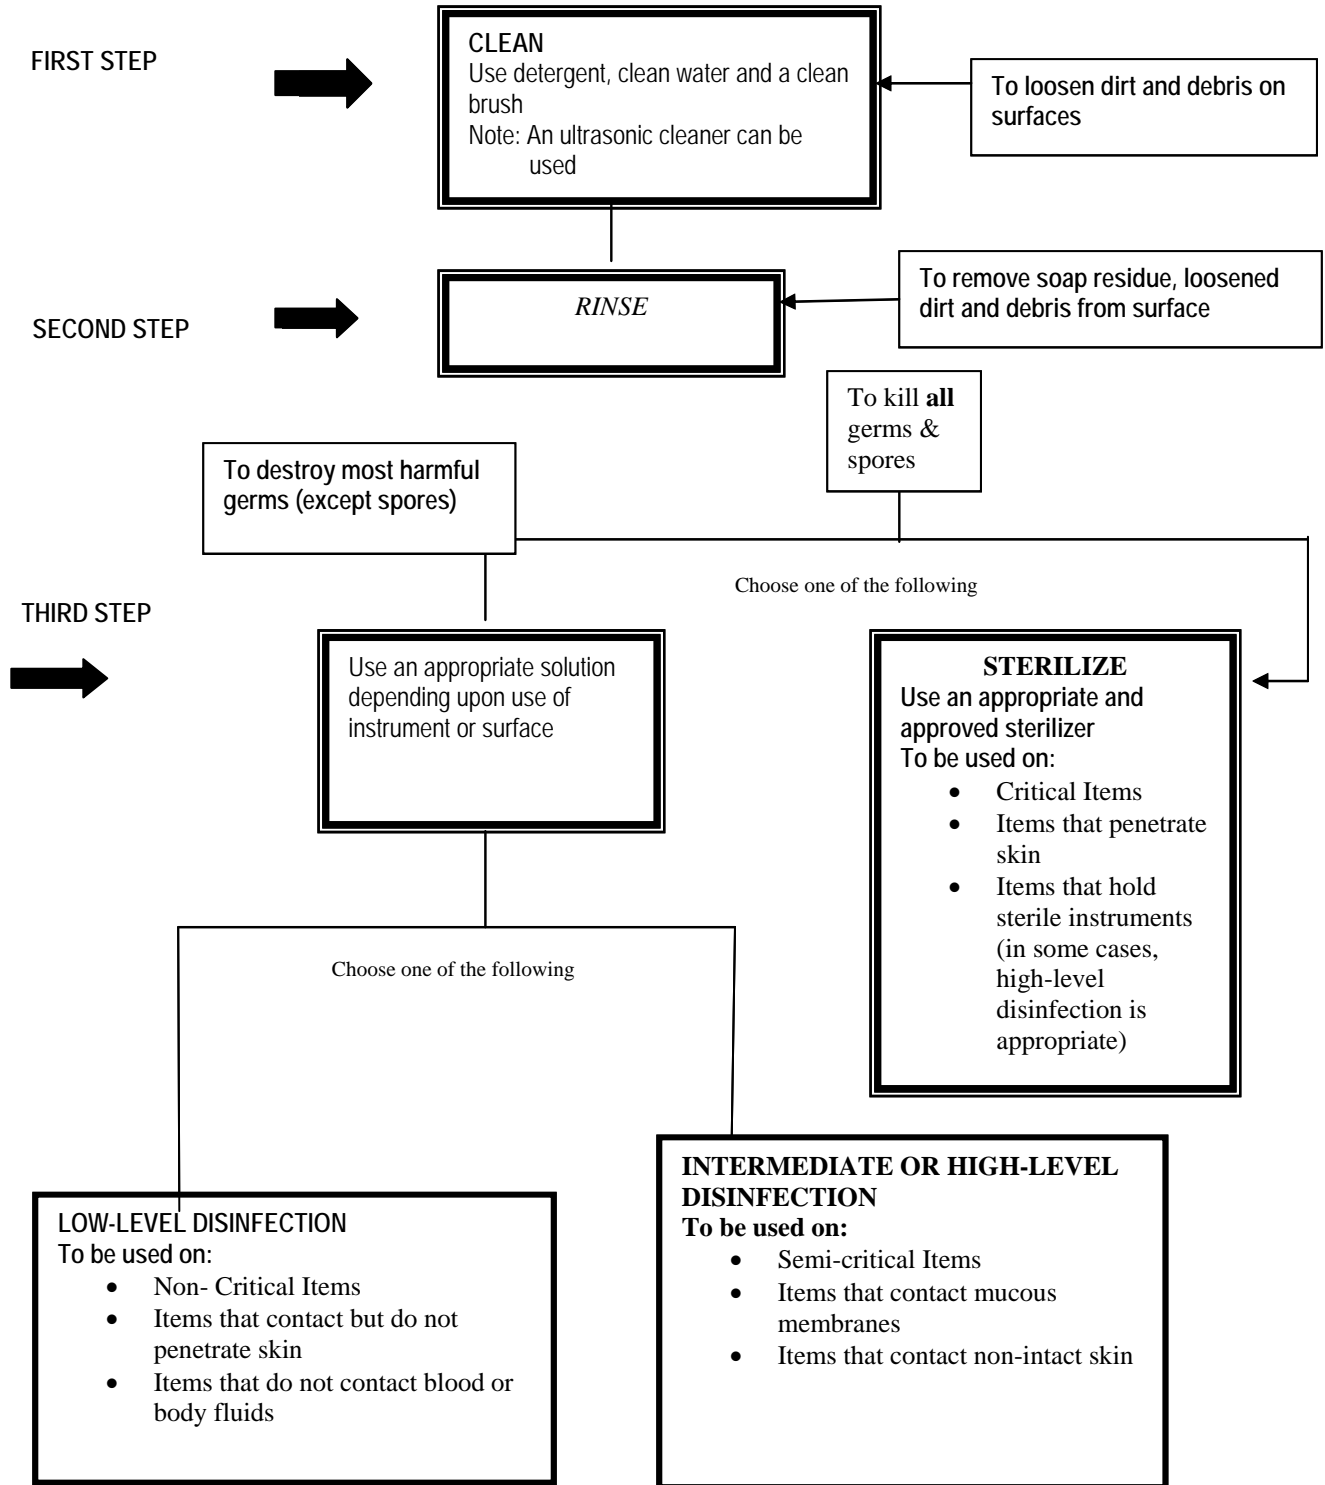 FIRST STEP
CLEAN
Use detergent, clean water and a clean
brush
Note: An ultrasonic cleaner can be
used
To loosen dirt and debris on
surfaces
SECOND STEP
RINSE
To remove soap residue, loosened
dirt and debris from surface
To kill all
germs &
spores
To destroy most harmful
germs (except spores)
Choose one of the following
THIRD STEP
Use an appropriate solution
depending upon use of
instrument or surface
STERILIZE
Use an appropriate and
approved sterilizer
To be used on:
• Critical Items
• Items that penetrate
skin
• Items that hold
sterile instruments
(in some cases,
high-level
disinfection is
appropriate)
Choose one of the following
LOW-LEVEL DISINFECTION
To be used on:
• Non- Critical Items
• Items that contact but do not
penetrate skin
• Items that do not contact blood or
body fluids
INTERMEDIATE OR HIGH-LEVEL
DISINFECTION
To be used on:
• Semi-critical Items
• Items that contact mucous
membranes
• Items that contact non-intact skin